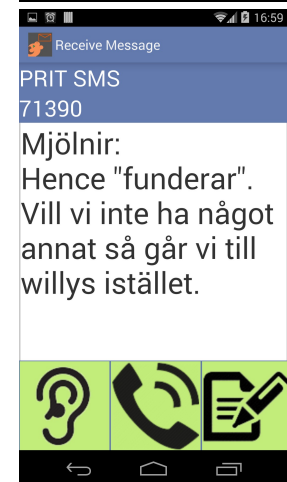 16:59
Receive Message
PRIT SMS
71390
Mjölnir:
Hence "funderar".
Vill vi inte ha något
annat så går vi till
willys istället.